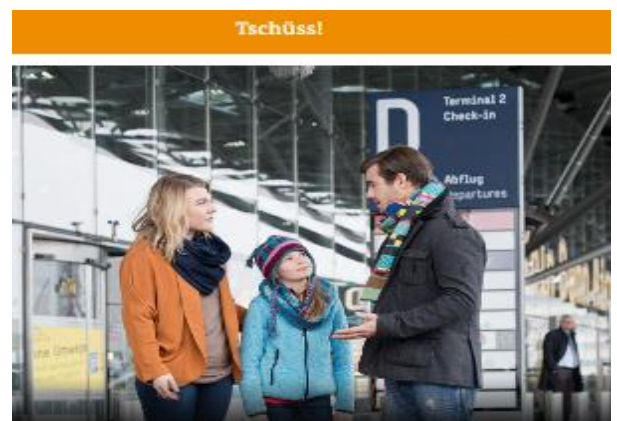 Tschüss!
D
Terminal 2
Check-in
Abflug
Departures